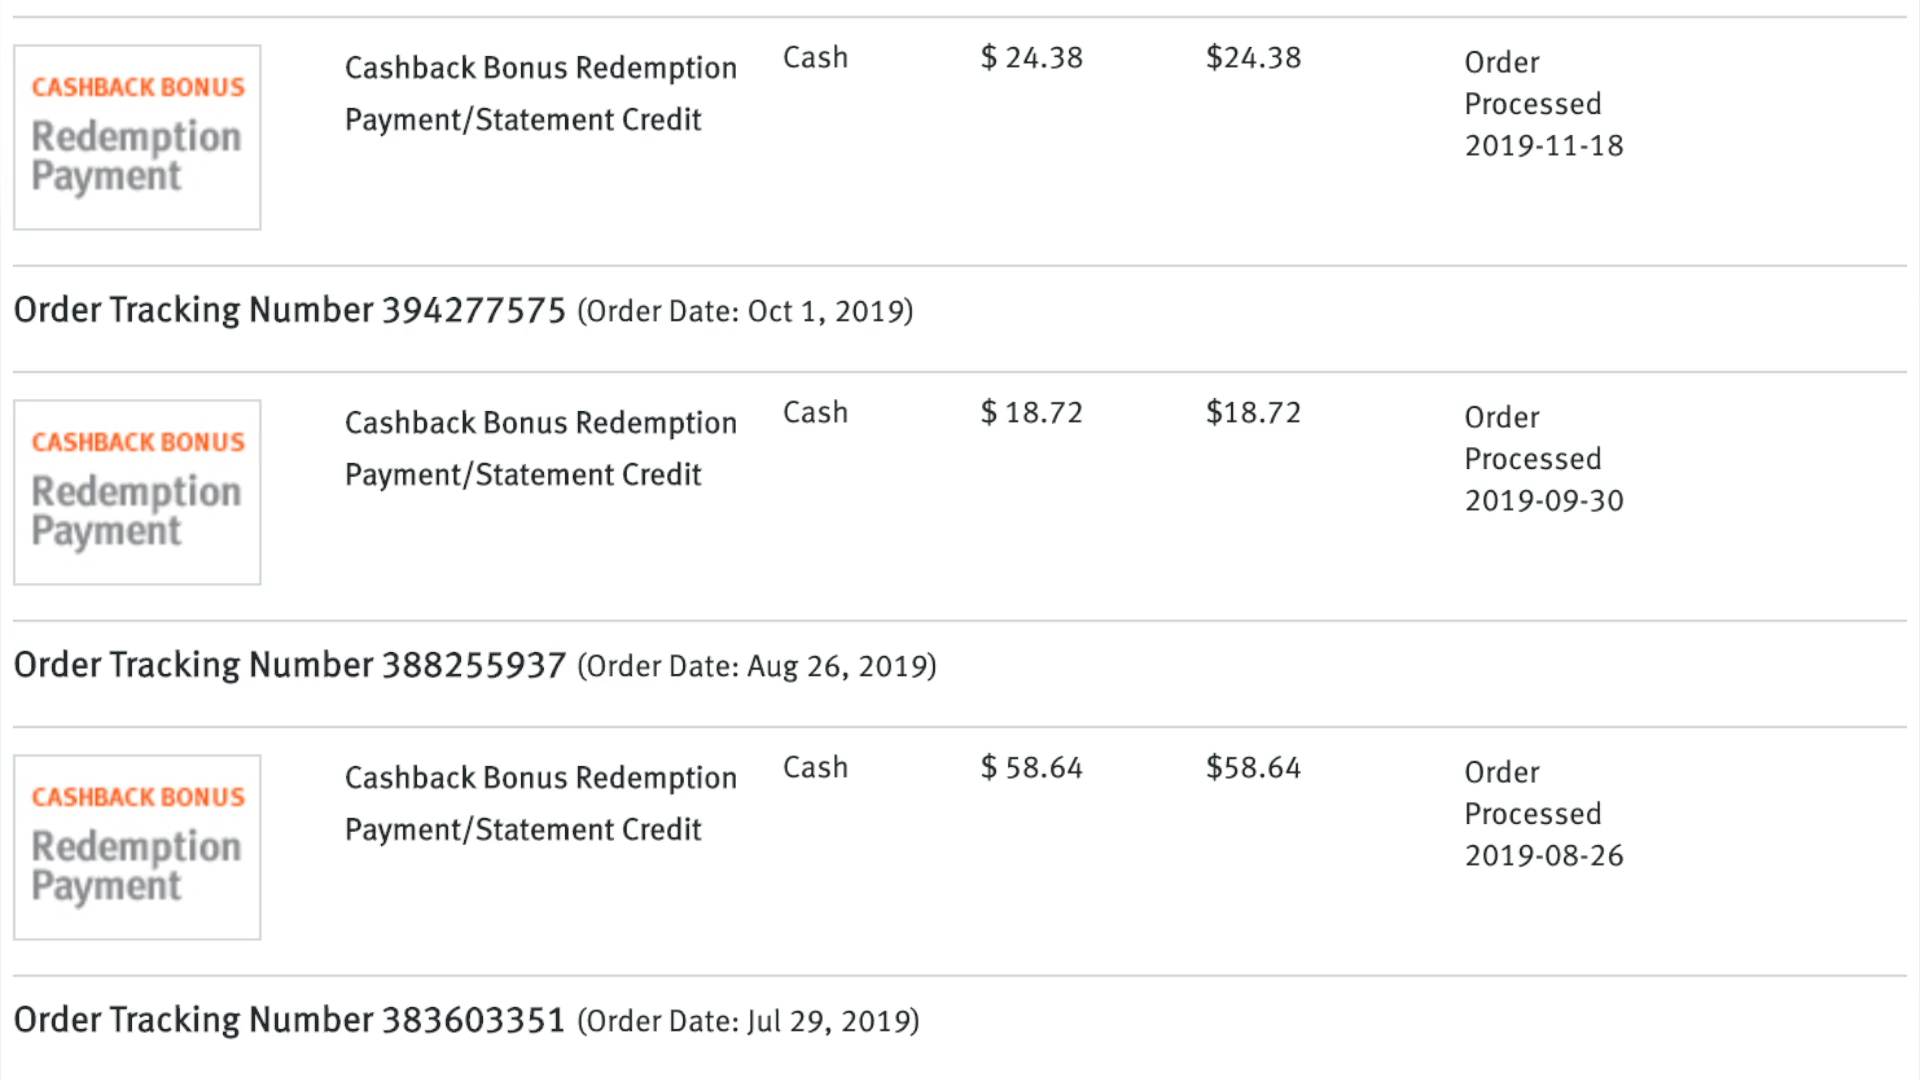 CASHBACK BONUS
Redemption
Payment
Cashback Bonus Redemption
Payment/Statement Credit
Cash
$ 24.38
$24.38
Order
Processed
2019-11-18
Order Tracking Number 394277575 (Order Date: Oct 1, 2019)
CASHBACK BONUS
Redemption
Payment
Cashback Bonus Redemption
Payment/Statement Credit
Cash
$ 18.72
$18.72
Order
Processed
2019-09-30
Order Tracking Number 388255937 (Order Date: Aug 26, 2019)
CASHBACK BONUS
Redemption
Payment
Cashback Bonus Redemption
Payment/Statement Credit
Cash
$ 58.64
$58.64
Order
Processed
2019-08-26
Order Tracking Number 383603351 (Order Date: Jul 29, 2019)